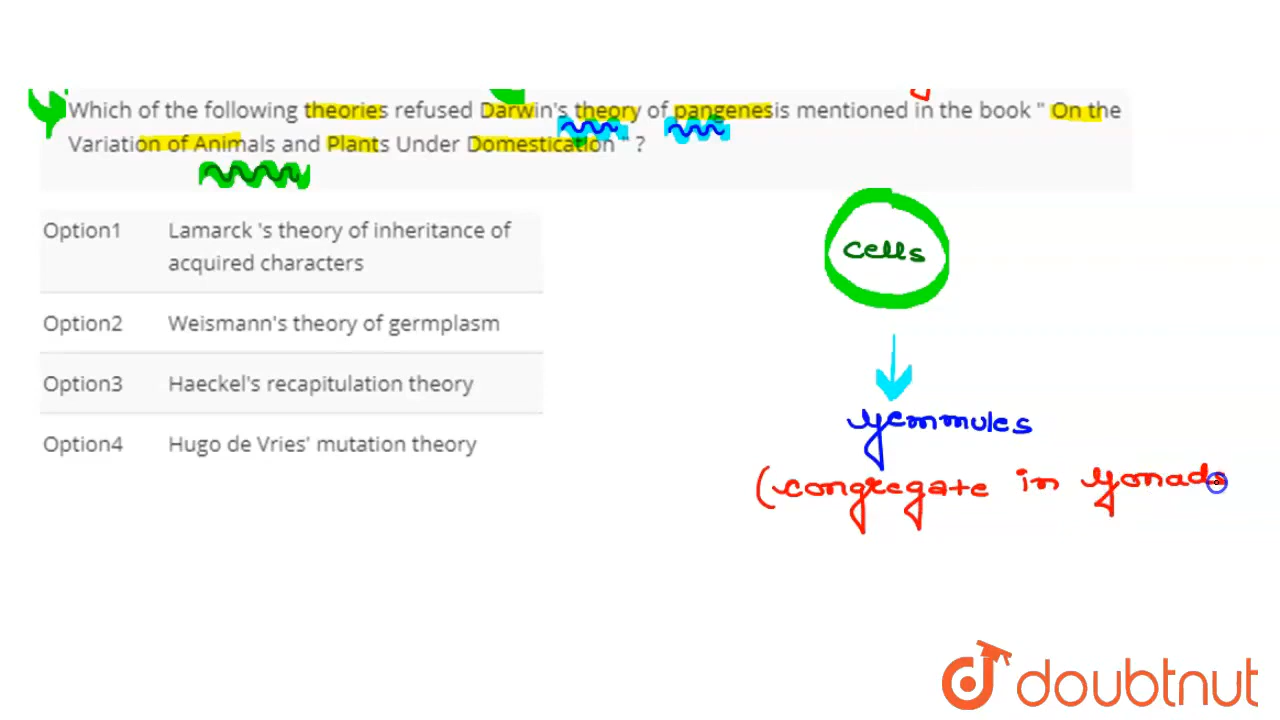 Which of the following theories refused Darwin's theory of pangenesis mentioned in the book " On the
Variation of Animals and Plants Under Domestication " ?
Option1 Lamarck 's theory of inheritance of
acquired characters
Option2 Weismann's theory of germplasm
Option3 Haeckel's recapitulation theory
Option4 Hugo de Vries' mutation theory
cells
gemmules
(congregate in gonads
doubtnut